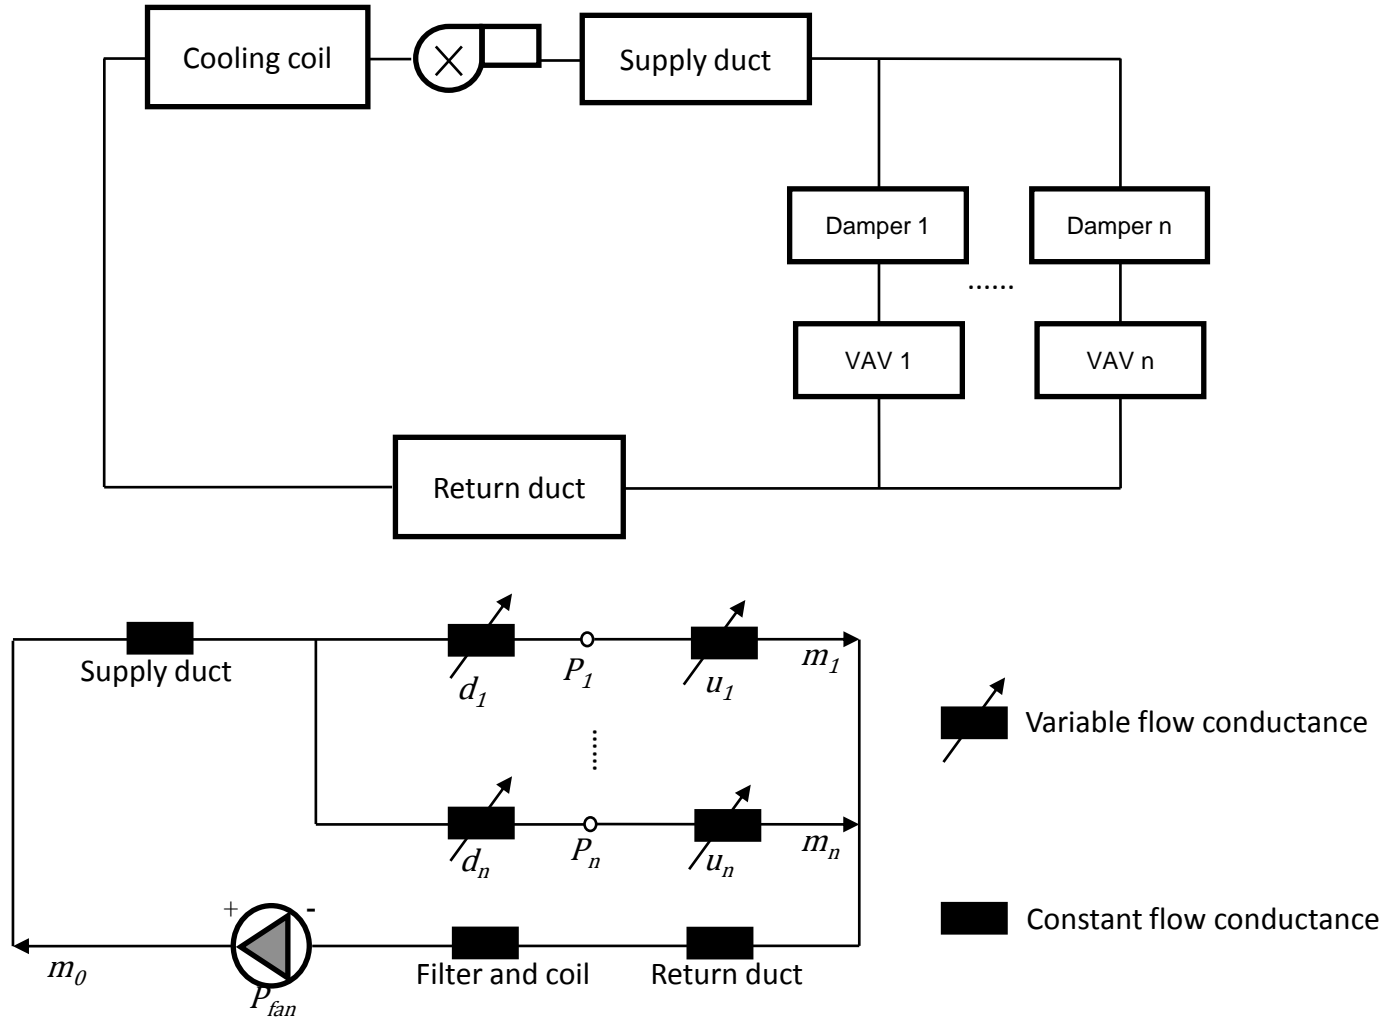 Cooling coil
Supply duct
Damper 1
Damper n
......
VAV 1
VAV n
Return duct
Supply duct
d1
P1
u1
m1
......
dn
Pn
un
mn
Variable flow conductance
+
-
m0
Pfan
Filter and coil
Return duct
Constant flow conductance